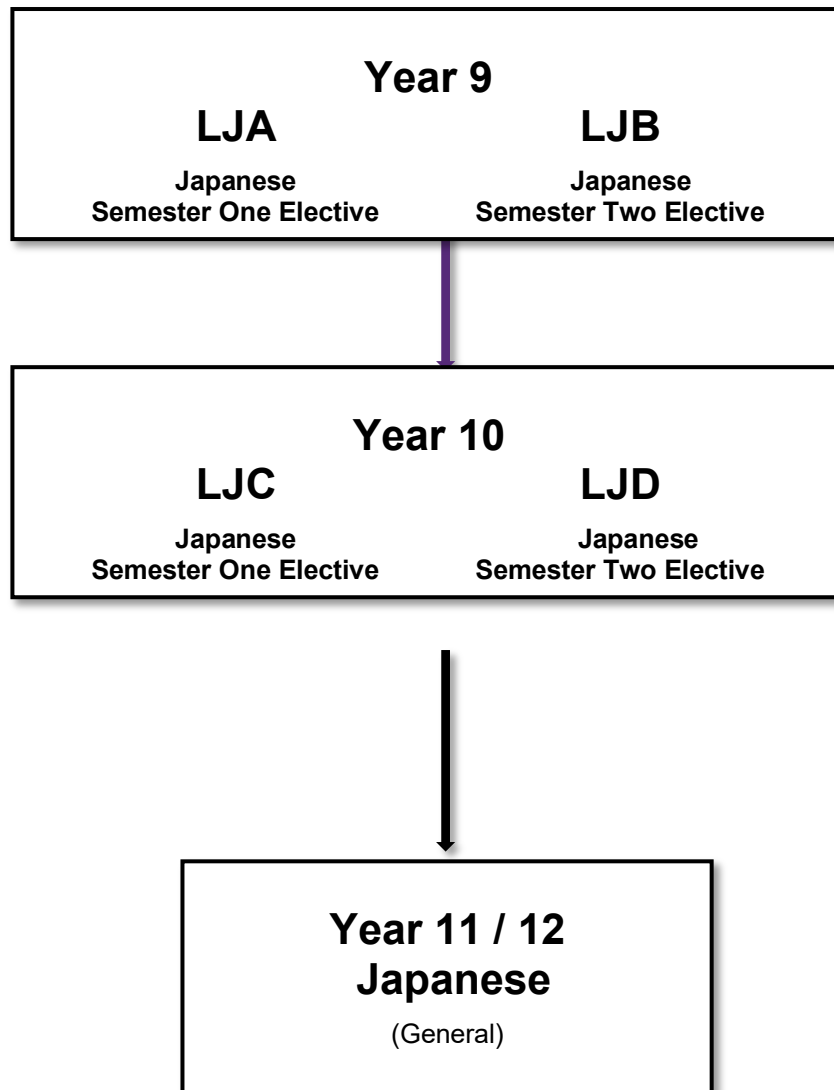 Year 9
LJA LJB
Japanese Japanese
Semester One Elective Semester Two Elective
Year 10
LJC LJD
Japanese Japanese
Semester One Elective Semester Two Elective
Year 11 / 12
Japanese
(General)